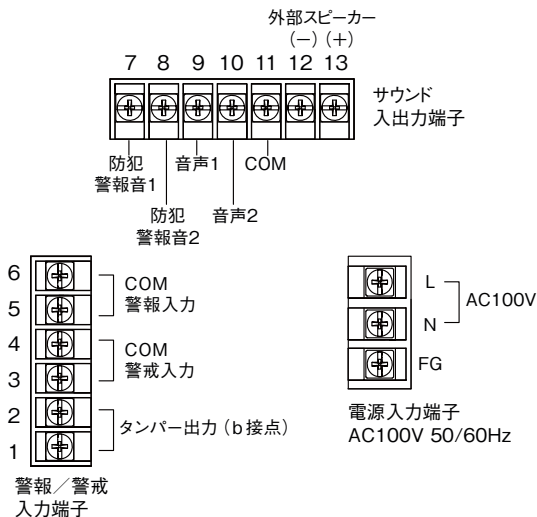 外部スピーカー
(−) (+)
7 8 9 10 11 12 13
サウンド
入出力端子
防犯
警報音1
音声1
COM
防犯
警報音2
音声2
6
COM
5
警報入力
4
COM
3
警戒入力
2
タンパー出力（b接点）
1
警報／警戒
入力端子
L
AC100V
N
FG
電源入力端子
AC100V 50/60Hz